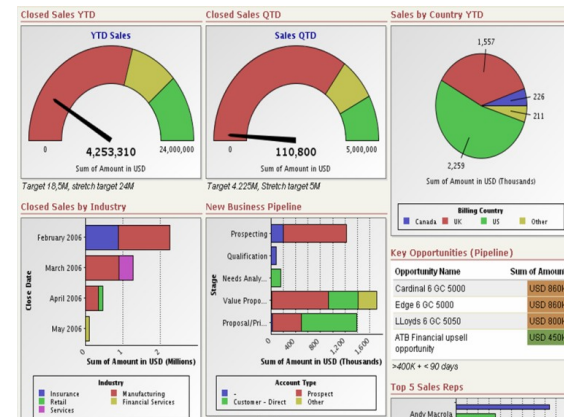 Closed Sales YTD
YTD Sales
0
24,000,000
4,253,310
Sum of Amount in USD
Target 18,5M, stretch target 24M
Closed Sales QTD
Sales QTD
0
5,000,000
110,800
Sum of Amount in USD
Target 4.225M, Stretch target 5M
Sales by Country YTD
1,557
226
211
2,259
Sum of Amount in USD (Thousands)
Billing Country
Canada UK US Other
Closed Sales by Industry
Close Date
February 2006
March 2006
April 2006
May 2006
0 1 2
Sum of Amount in USD (Millions)
Industry
Insurance Manufacturing
Retail Financial Services
Services
New Business Pipeline
Stage
Prospecting
Qualification
Needs Analy...
Value Propo...
Proposal/Pri...
0 400 800 1,200 1,600
Sum of Amount in USD (Thousands)
Account Type
- Prospect
Customer - Direct Other
Key Opportunities (Pipeline)
Opportunity Name Sum of Amoun
Cardinal 6 GC 5000 USD 860k
Edge 6 GC 5000 USD 860k
LLoyds 6 GC 5050 USD 800k
ATB Financial upsell USD 450k
opportunity
>400K + < 90 days
Top 5 Sales Reps
Andy Macrola